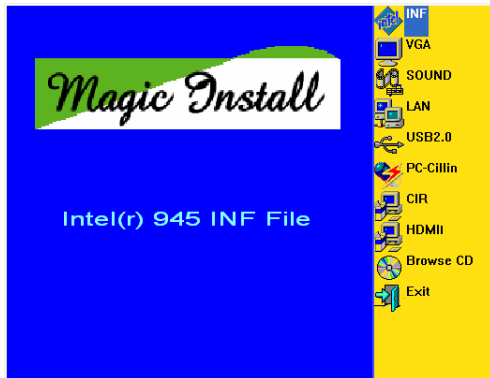 Magic Install
Intel(r) 945 INF File
intel
INF
VGA
SOUND
LAN
USB2.0
PC-Cillin
CIR
HDMIi
Browse CD
Exit